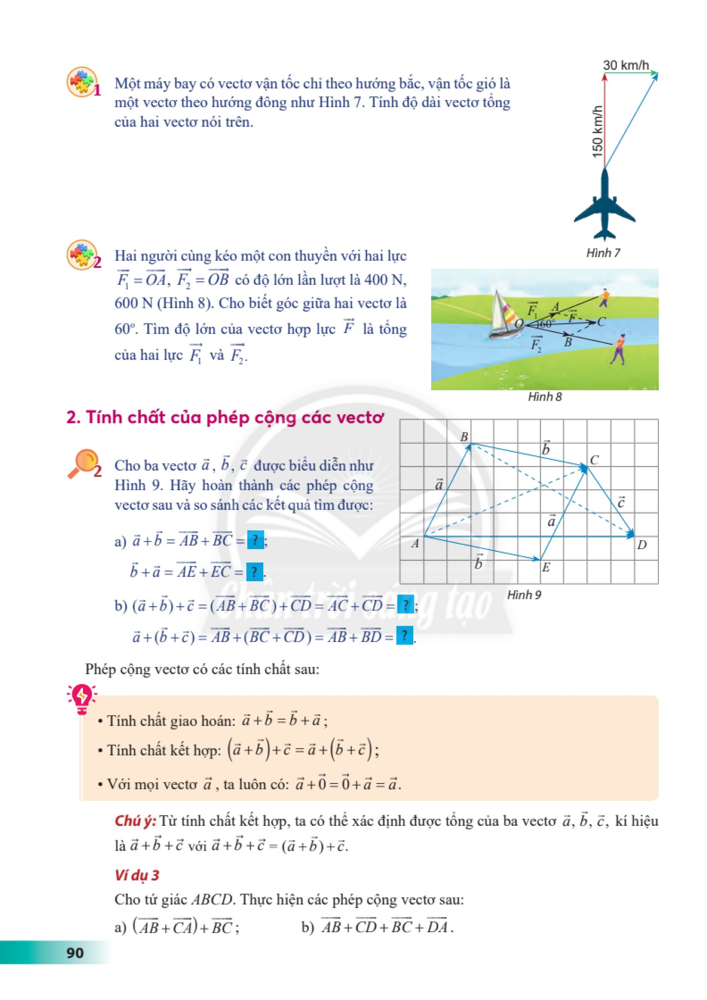 1 Một máy bay có vectơ vận tốc chỉ theo hướng bắc, vận tốc gió là
một vectơ theo hướng đông như Hình 7. Tính độ dài vectơ tổng
của hai vectơ nói trên.
30 km/h
150 km/h
Hình 7
2 Hai người cùng kéo một con thuyền với hai lực
$\overrightarrow{F_1} = \overrightarrow{OA}$, $\overrightarrow{F_2} = \overrightarrow{OB}$ có độ lớn lần lượt là 400 N,
600 N (Hình 8). Cho biết góc giữa hai vectơ là
60°. Tìm độ lớn của vectơ hợp lực $\overrightarrow{F}$ là tổng
của hai lực $\overrightarrow{F_1}$ và $\overrightarrow{F_2}$.
$\overrightarrow{F_1}$ A $\overrightarrow{F}$ C
O 60°
$\overrightarrow{F_2}$ B
Hình 8
2. Tính chất của phép cộng các vectơ
2 Cho ba vectơ $\vec{a}$, $\vec{b}$, $\vec{c}$ được biểu diễn như
Hình 9. Hãy hoàn thành các phép cộng
vectơ sau và so sánh các kết quả tìm được:
a) $\vec{a} + \vec{b} = \overrightarrow{AB} + \overrightarrow{BC} =$ ? ;
$\vec{b} + \vec{a} = \overrightarrow{AE} + \overrightarrow{EC} =$ ? .
B $\vec{b}$ C
$\vec{a}$ $\vec{c}$
$\vec{a}$
A D
$\vec{b}$ E
Hình 9
b) $(\vec{a} + \vec{b}) + \vec{c} = (\overrightarrow{AB} + \overrightarrow{BC}) + \overrightarrow{CD} = \overrightarrow{AC} + \overrightarrow{CD} =$ ? ;
$\vec{a} + (\vec{b} + \vec{c}) = \overrightarrow{AB} + (\overrightarrow{BC} + \overrightarrow{CD}) = \overrightarrow{AB} + \overrightarrow{BD} =$ ? .
Chân trời sáng tạo
Phép cộng vectơ có các tính chất sau:
• Tính chất giao hoán: $\vec{a} + \vec{b} = \vec{b} + \vec{a}$ ;
• Tính chất kết hợp: $(\vec{a} + \vec{b}) + \vec{c} = \vec{a} + (\vec{b} + \vec{c})$ ;
• Với mọi vectơ $\vec{a}$ , ta luôn có: $\vec{a} + \vec{0} = \vec{0} + \vec{a} = \vec{a}$.
Chú ý: Từ tính chất kết hợp, ta có thể xác định được tổng của ba vectơ $\vec{a}$, $\vec{b}$, $\vec{c}$, kí hiệu
là $\vec{a} + \vec{b} + \vec{c}$ với $\vec{a} + \vec{b} + \vec{c} = (\vec{a} + \vec{b}) + \vec{c}$.
Ví dụ 3
Cho tứ giác ABCD. Thực hiện các phép cộng vectơ sau:
a) $(\overrightarrow{AB} + \overrightarrow{CA}) + \overrightarrow{BC}$ ; b) $\overrightarrow{AB} + \overrightarrow{CD} + \overrightarrow{BC} + \overrightarrow{DA}$ .
90